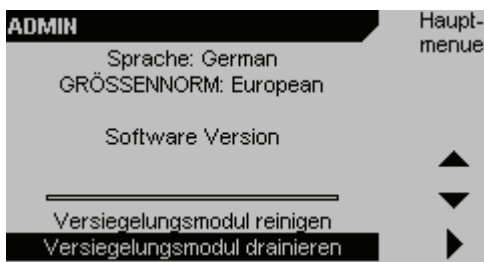 ADMIN
Haupt-
menue
Sprache: German
GRÖSSENNORM: European
Software Version
Versiegelungsmodul reinigen
Versiegelungsmodul drainieren